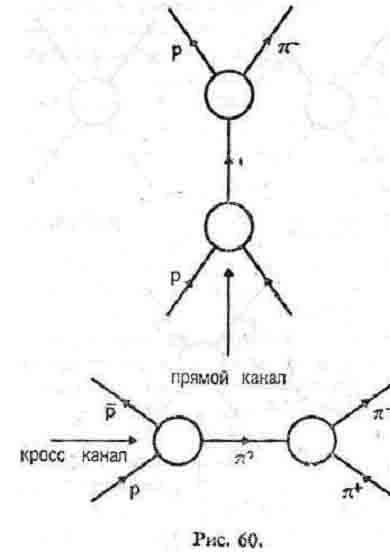 p π⁻
p
прямой канал
p̄ π⁻
кросс - канал
π⁰
p π⁺
Рис. 60.